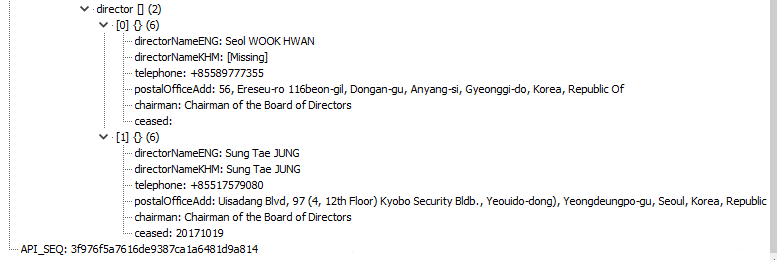 director [] (2)
[0] {} (6)
directorNameENG: Seol WOOK HWAN
directorNameKHM: [Missing]
telephone: +85589777355
postalOfficeAdd: 56, Ereseu-ro 116beon-gil, Dongan-gu, Anyang-si, Gyeonggi-do, Korea, Republic Of
chairman: Chairman of the Board of Directors
ceased:
[1] {} (6)
directorNameENG: Sung Tae JUNG
directorNameKHM: Sung Tae JUNG
telephone: +85517579080
postalOfficeAdd: Uisadang Blvd, 97 (4, 12th Floor) Kyobo Security Bldb., Yeouido-dong), Yeongdeungpo-gu, Seoul, Korea, Republic
chairman: Chairman of the Board of Directors
ceased: 20171019
API_SEQ: 3f976f5a7616de9387ca1a6481d9a814